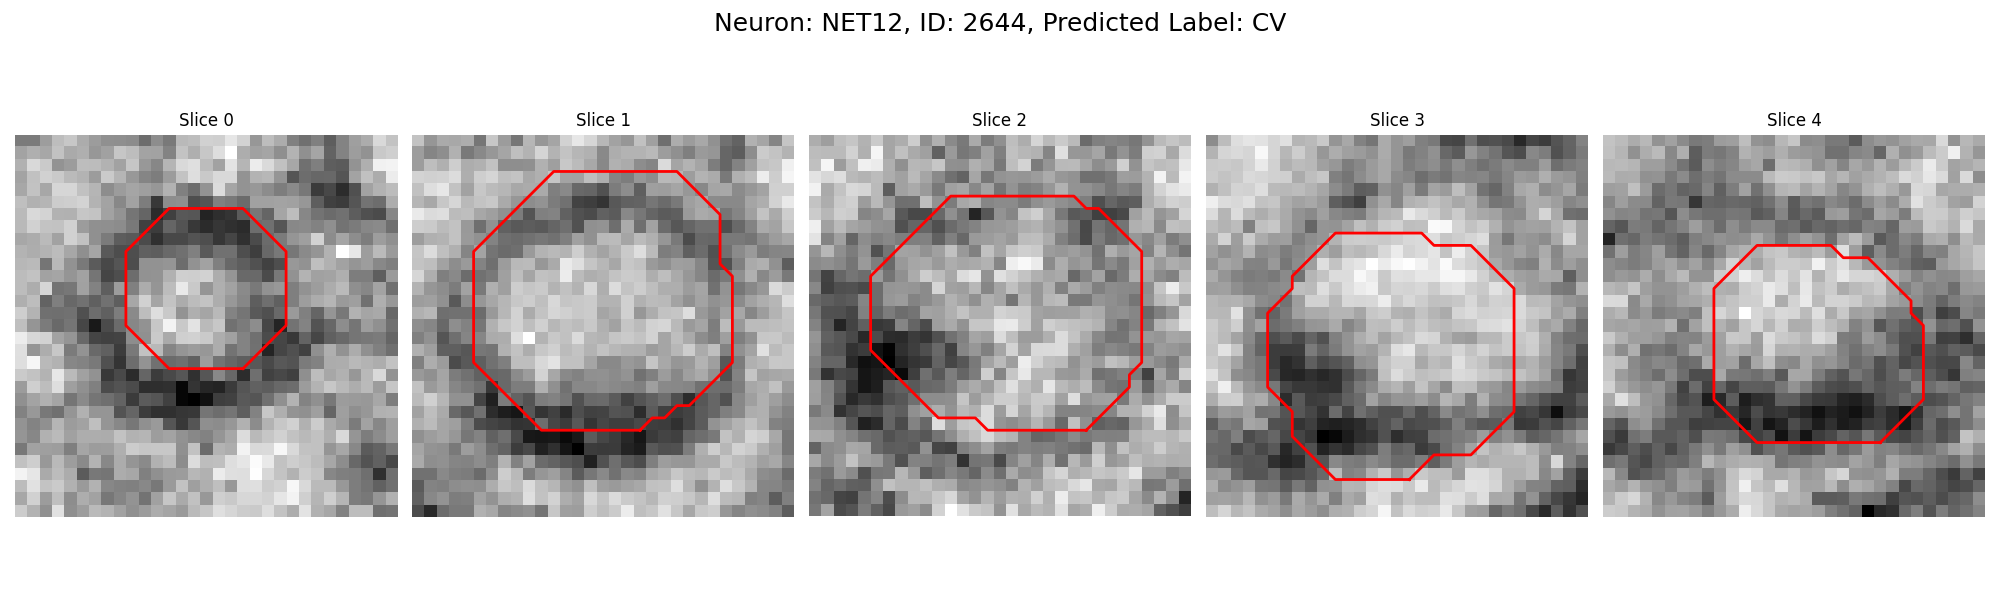 Neuron: NET12, ID: 2644, Predicted Label: CV
Slice 0
Slice 1
Slice 2
Slice 3
Slice 4